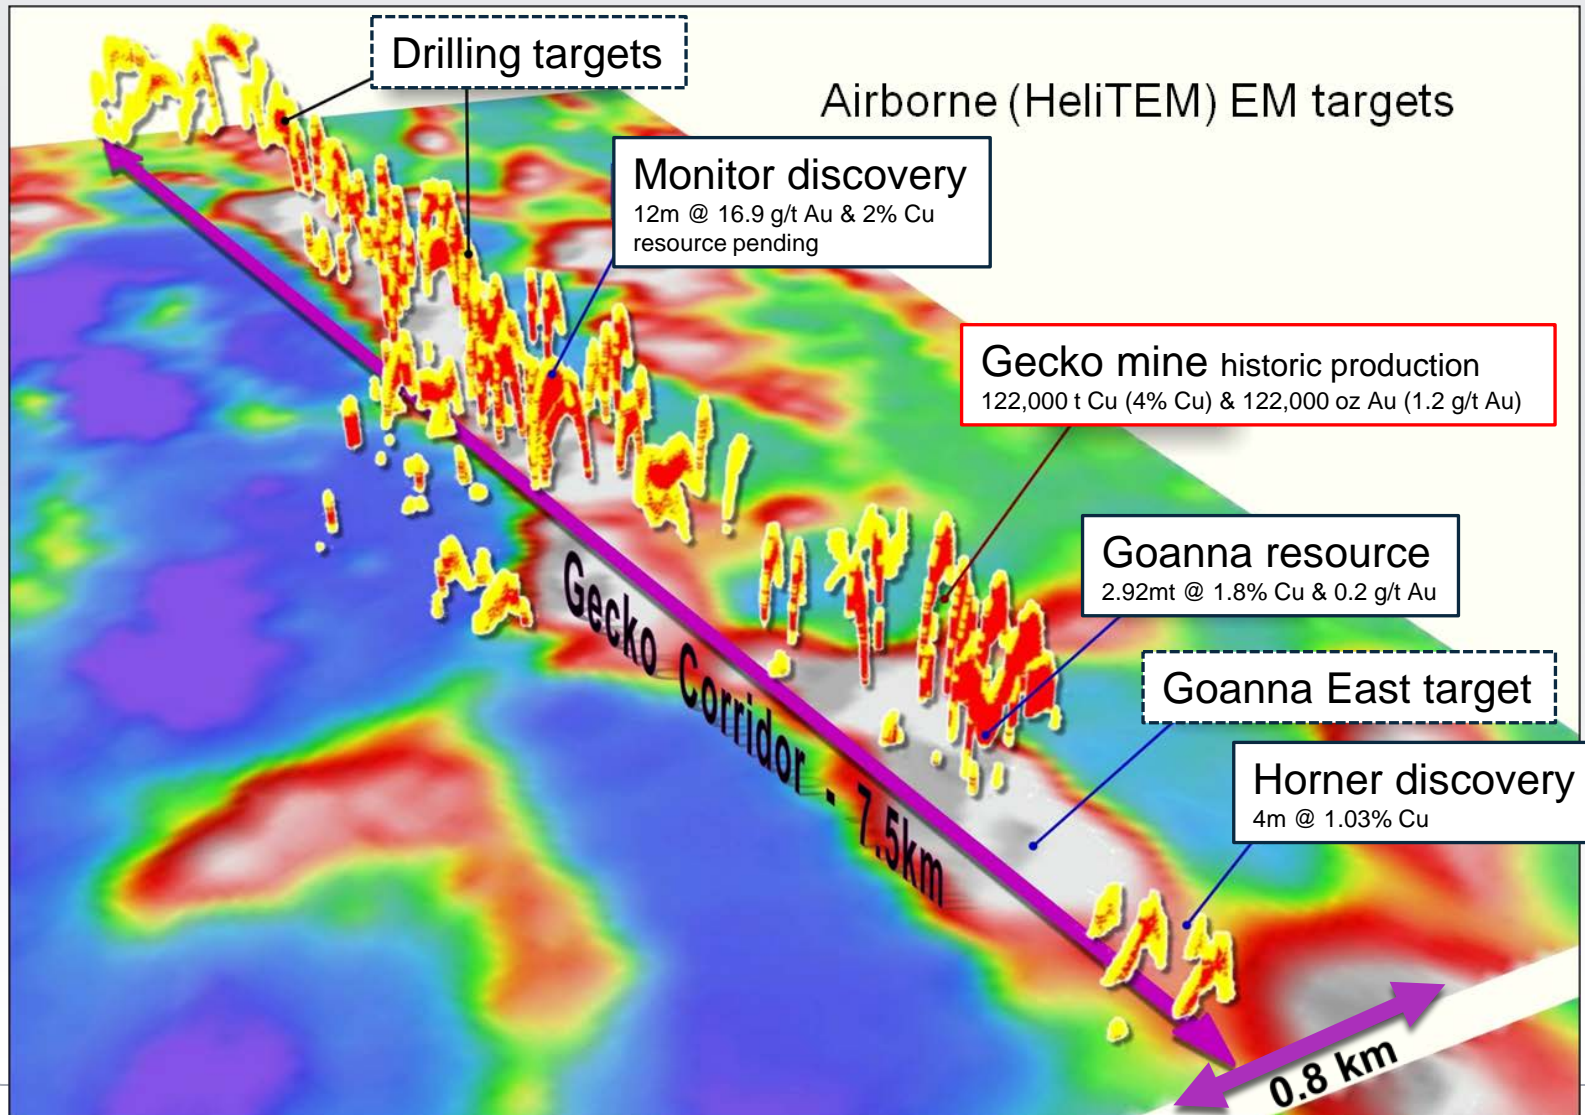 Drilling targets
Airborne (HeliTEM) EM targets
Monitor discovery
12m @ 16.9 g/t Au & 2% Cu
resource pending
Gecko mine historic production
122,000 t Cu (4% Cu) & 122,000 oz Au (1.2 g/t Au)
Goanna resource
2.92mt @ 1.8% Cu & 0.2 g/t Au
Goanna East target
Horner discovery
4m @ 1.03% Cu
Gecko Corridor - 7.5km
0.8 km